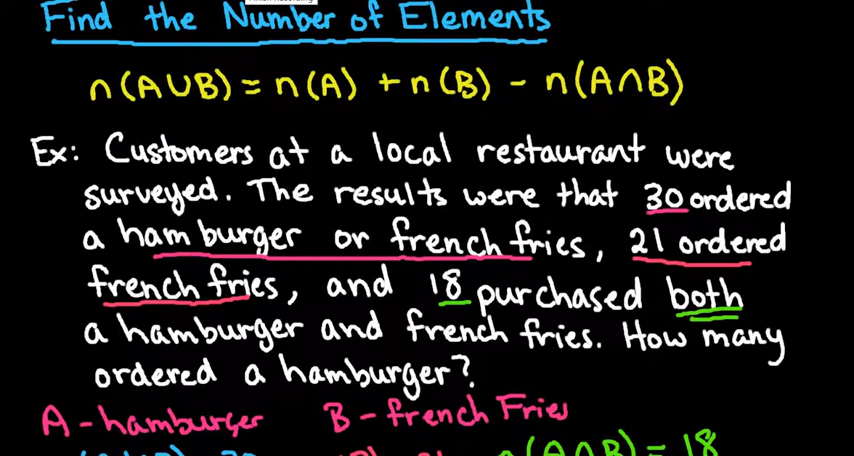 Find the Number of Elements
n(A∪B) = n(A) + n(B) - n(A∩B)
Ex: Customers at a local restaurant were
surveyed. The results were that 30 ordered
a hamburger or french fries, 21 ordered
french fries, and 18 purchased both
a hamburger and french fries. How many
ordered a hamburger?
A - hamburger B - french Fries
n(A∩B) = 18